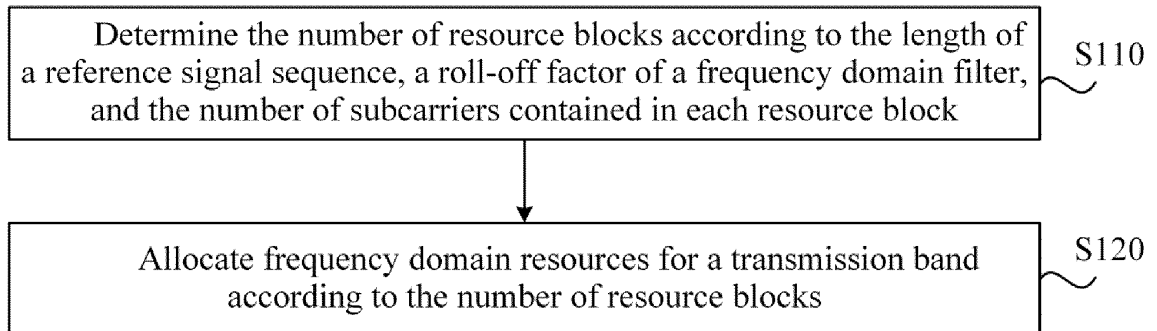 Determine the number of resource blocks according to the length of
a reference signal sequence, a roll-off factor of a frequency domain filter,
and the number of subcarriers contained in each resource block
S110
Allocate frequency domain resources for a transmission band
according to the number of resource blocks
S120